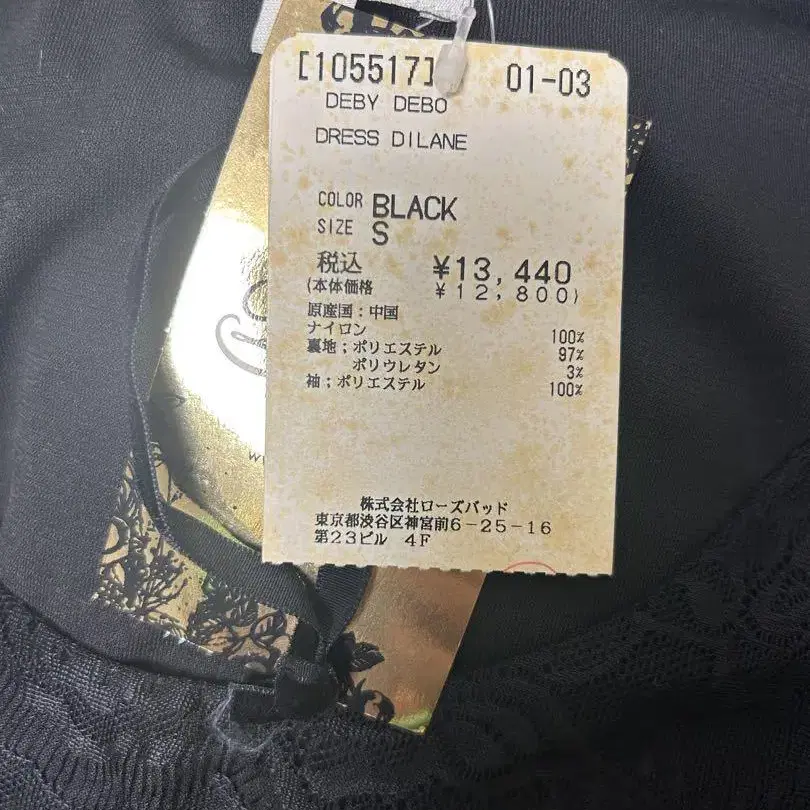 [105517] 01-03
DEBY DEBO
DRESS DILANE
COLOR BLACK
SIZE S
税込 ¥13,440
(本体価格 ¥12,800)
原産国：中国
ナイロン 100%
裏地；ポリエステル 97%
ポリウレタン 3%
袖；ポリエステル 100%
株式会社ローズバッド
東京都渋谷区神宮前6-25-16
第23ビル 4F